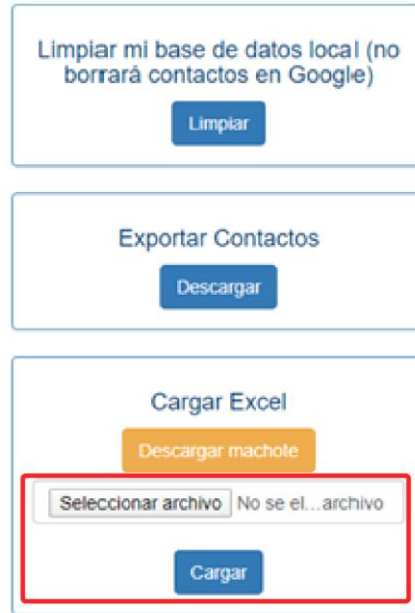 Limpiar mi base de datos local (no
borrará contactos en Google)
Limpiar
Exportar Contactos
Descargar
Cargar Excel
Descargar machote
Seleccionar archivo No se el...archivo
Cargar